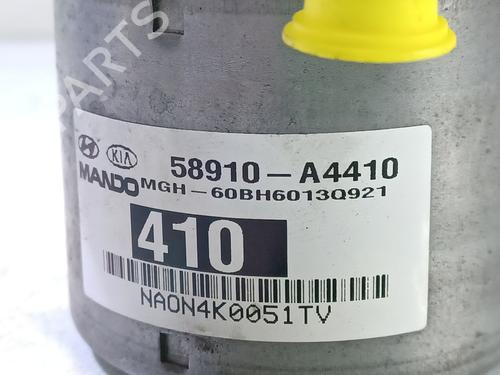 PARTS
KIA 58910-A4410
MANDO MGH-60BH6013Q921
410
NAON4K0051TV